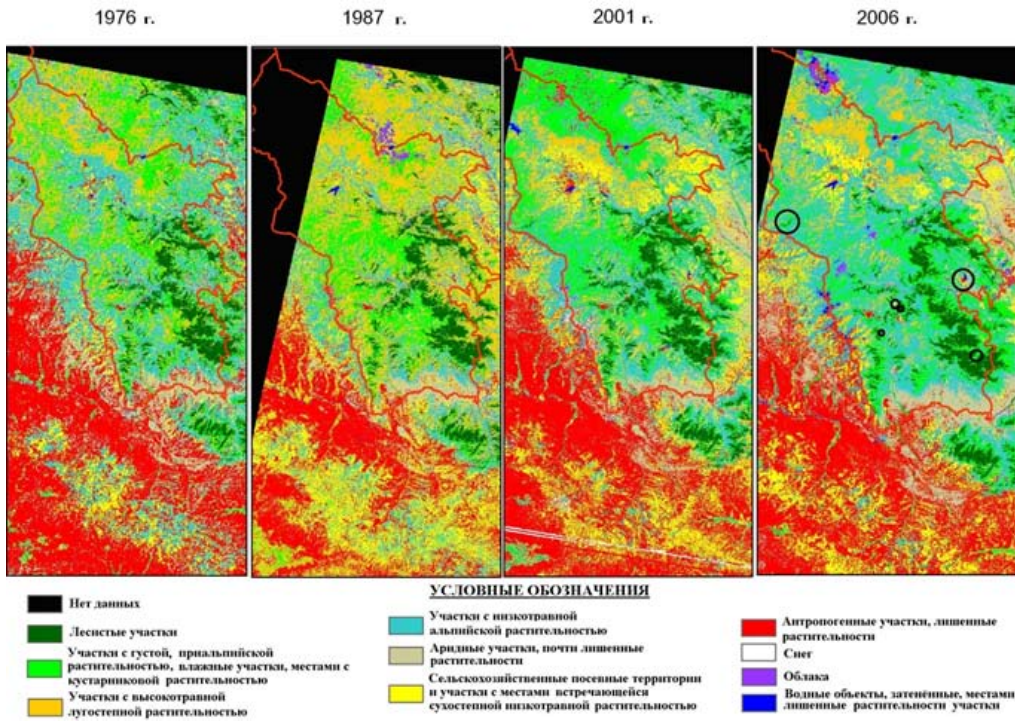 1976 г.
1987 г.
2001 г.
2006 г.
УСЛОВНЫЕ ОБОЗНАЧЕНИЯ
Нет данных
Лесистые участки
Участки с густой, приальпийской
растительностью, влажные участки, местами с
кустарниковой растительностью
Участки с высокотравной
лугостепной растительностью
Участки с низкотравной
альпийской растительностью
Аридные участки, почти лишенные
растительности
Сельскохозяйственные посевные территории
и участки с местами встречающейся
сухостепной низкотравной растительностью
Антропогенные участки, лишенные
растительности
Снег
Облака
Водные объекты, затенённые, местами
лишенные растительности участки